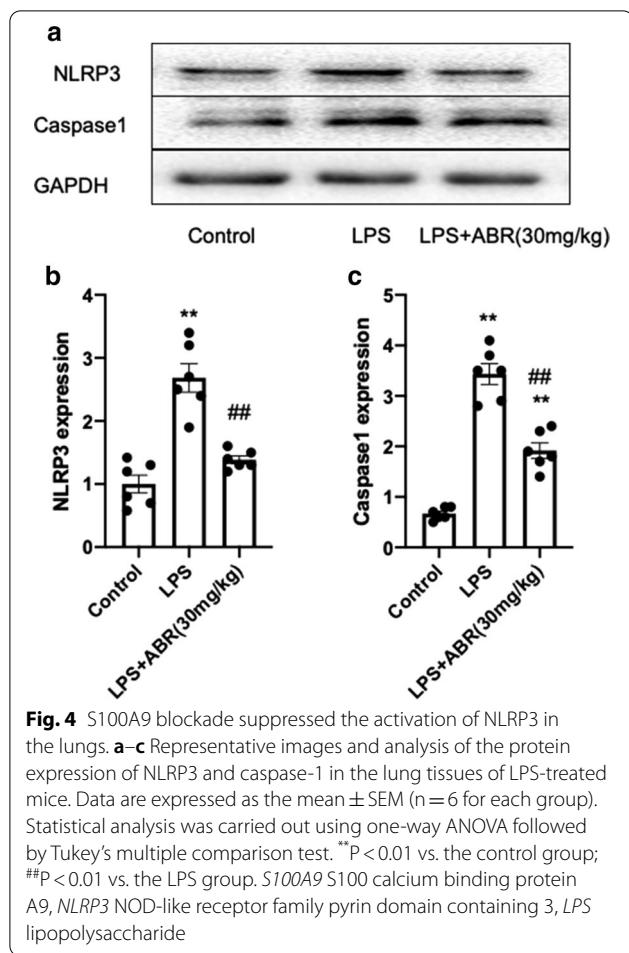 a
NLRP3
Caspase1
GAPDH
Control LPS LPS+ABR(30mg/kg)
b
NLRP3 expression
4
3
2
1
0
**
##
Control
LPS
LPS+ABR(30mg/kg)
c
Caspase1 expression
5
4
3
2
1
0
**
##
**
Control
LPS
LPS+ABR(30mg/kg)
Fig. 4 S100A9 blockade suppressed the activation of NLRP3 in
the lungs. a–c Representative images and analysis of the protein
expression of NLRP3 and caspase-1 in the lung tissues of LPS-treated
mice. Data are expressed as the mean ± SEM (n = 6 for each group).
Statistical analysis was carried out using one-way ANOVA followed
by Tukey's multiple comparison test. **P < 0.01 vs. the control group;
##P < 0.01 vs. the LPS group. S100A9 S100 calcium binding protein
A9, NLRP3 NOD-like receptor family pyrin domain containing 3, LPS
lipopolysaccharide